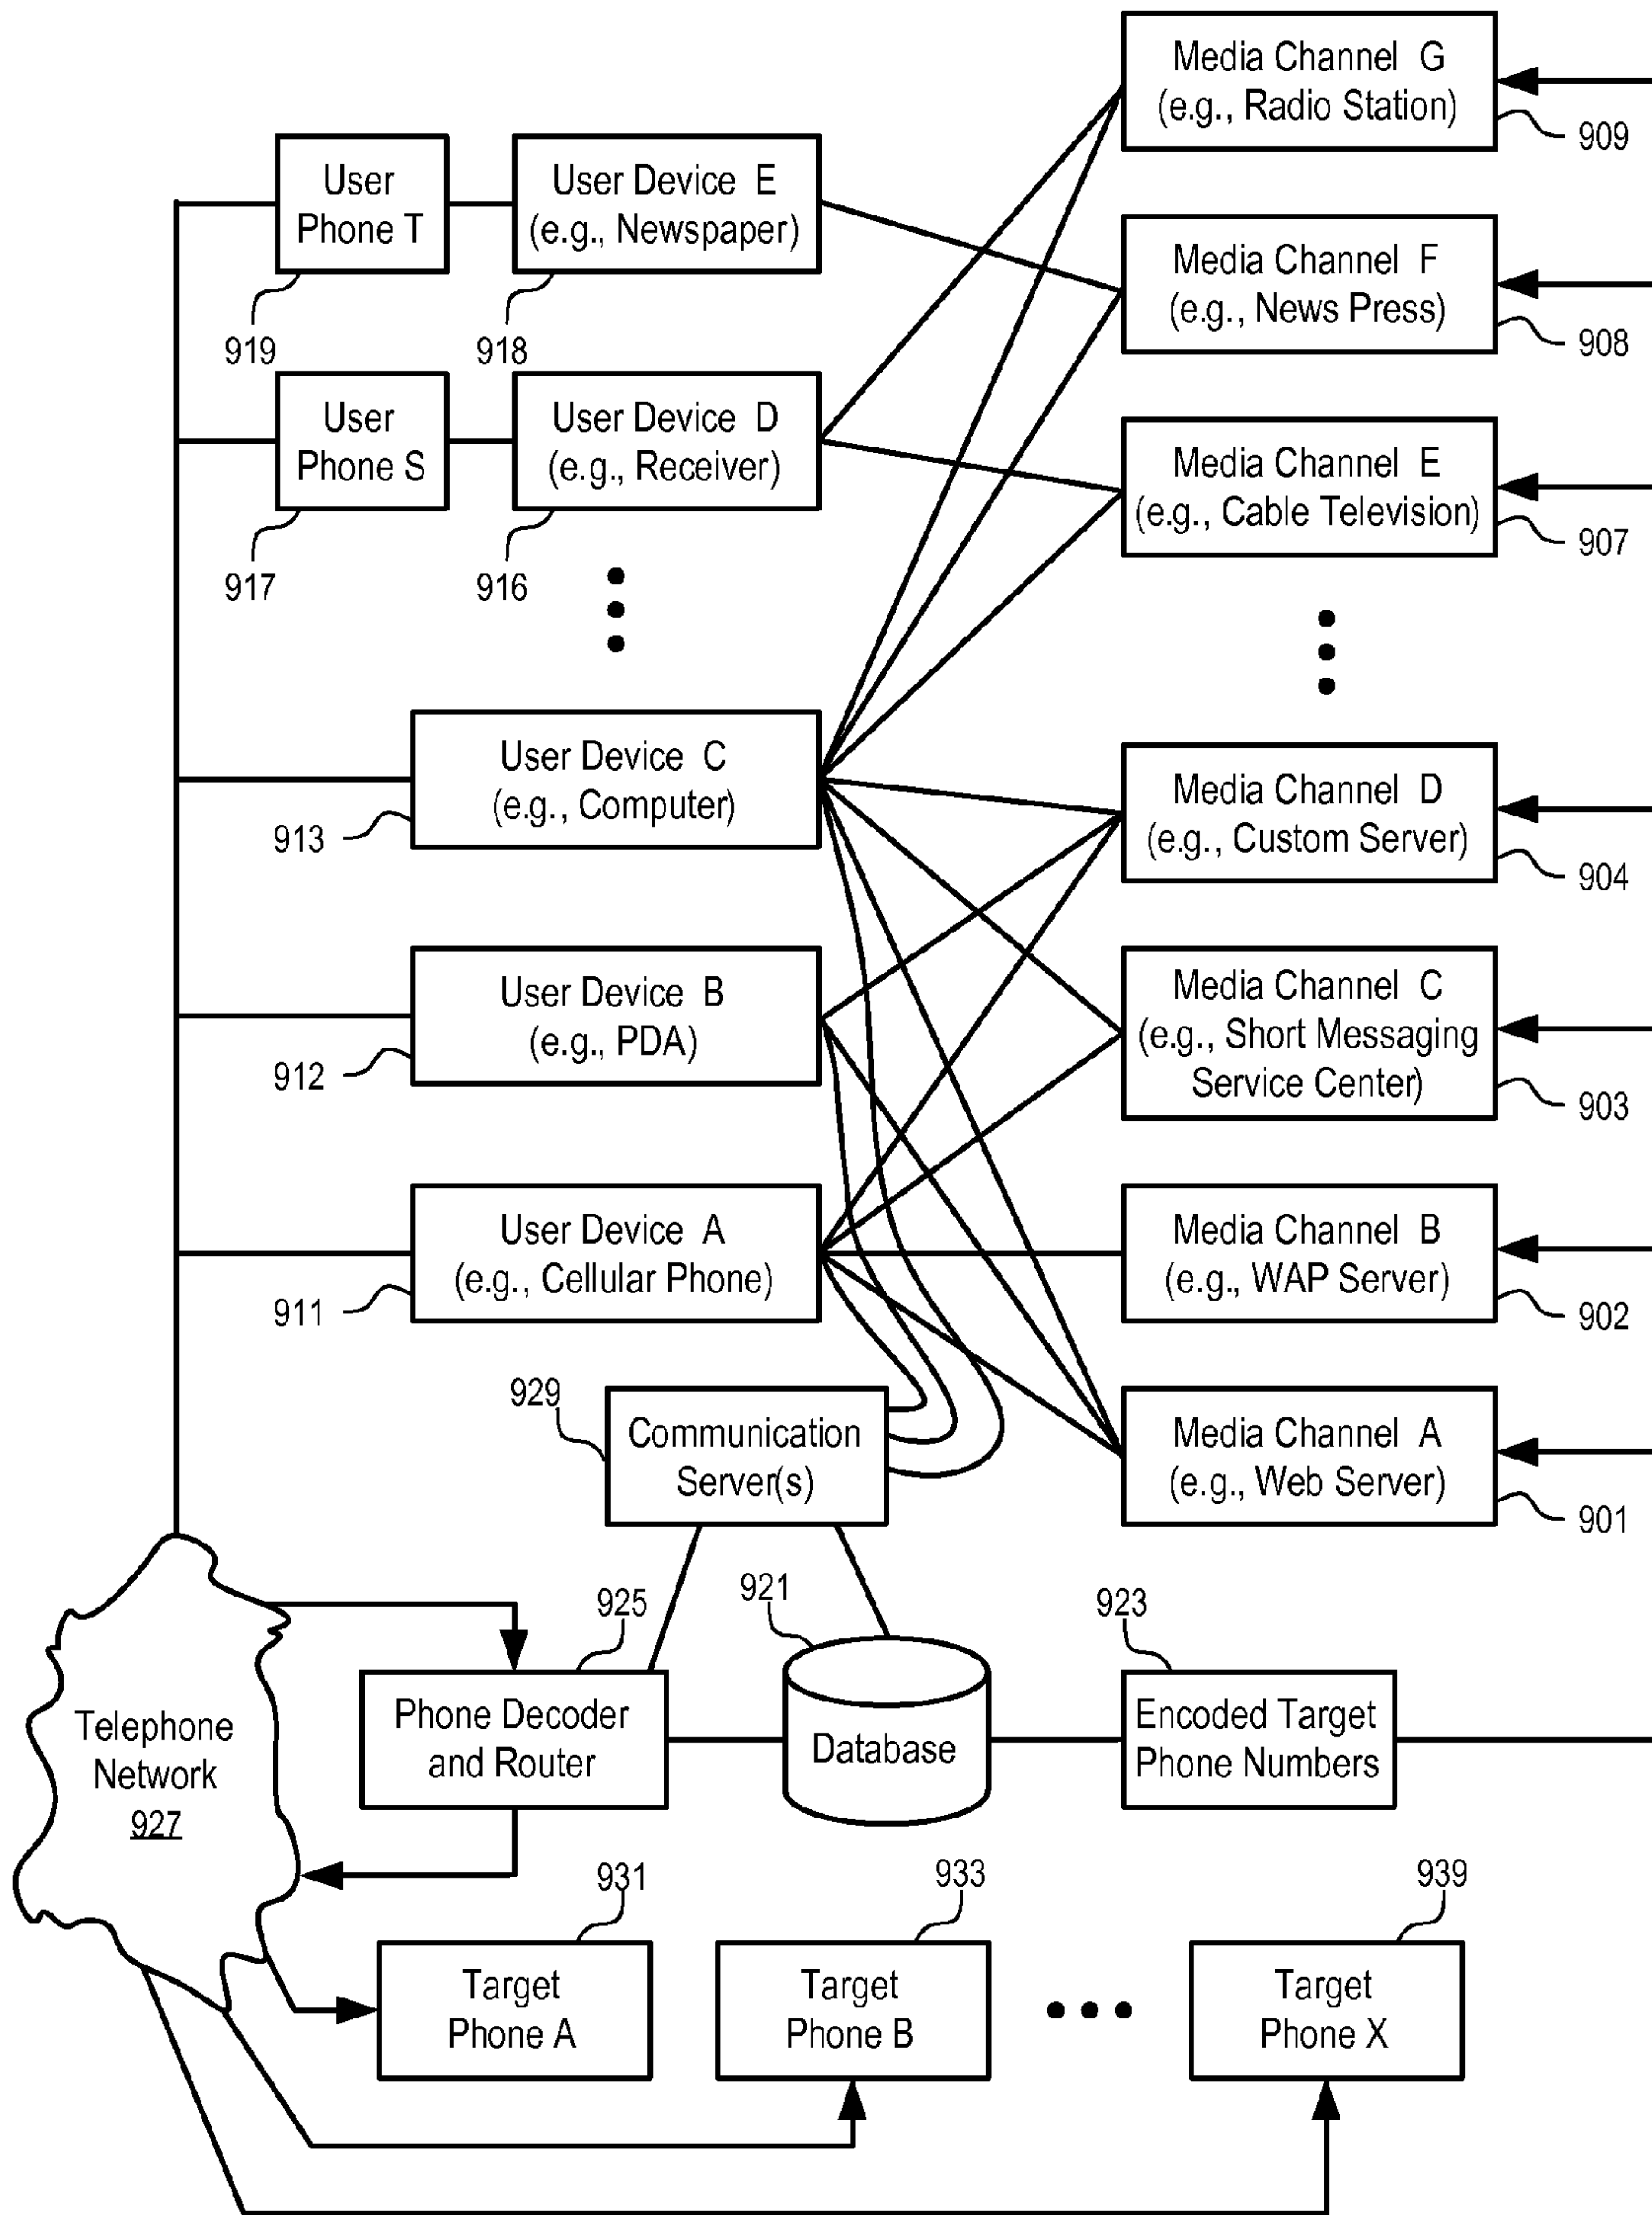 Media Channel G
(e.g., Radio Station)
909
User
Phone T
919
User Device E
(e.g., Newspaper)
918
Media Channel F
(e.g., News Press)
908
User
Phone S
917
User Device D
(e.g., Receiver)
916
Media Channel E
(e.g., Cable Television)
907
User Device C
(e.g., Computer)
913
Media Channel D
(e.g., Custom Server)
904
User Device B
(e.g., PDA)
912
Media Channel C
(e.g., Short Messaging
Service Center)
903
User Device A
(e.g., Cellular Phone)
911
Media Channel B
(e.g., WAP Server)
902
929
Communication
Server(s)
Media Channel A
(e.g., Web Server)
901
Telephone
Network
927
925
Phone Decoder
and Router
921
Database
923
Encoded Target
Phone Numbers
931
Target
Phone A
933
Target
Phone B
939
Target
Phone X